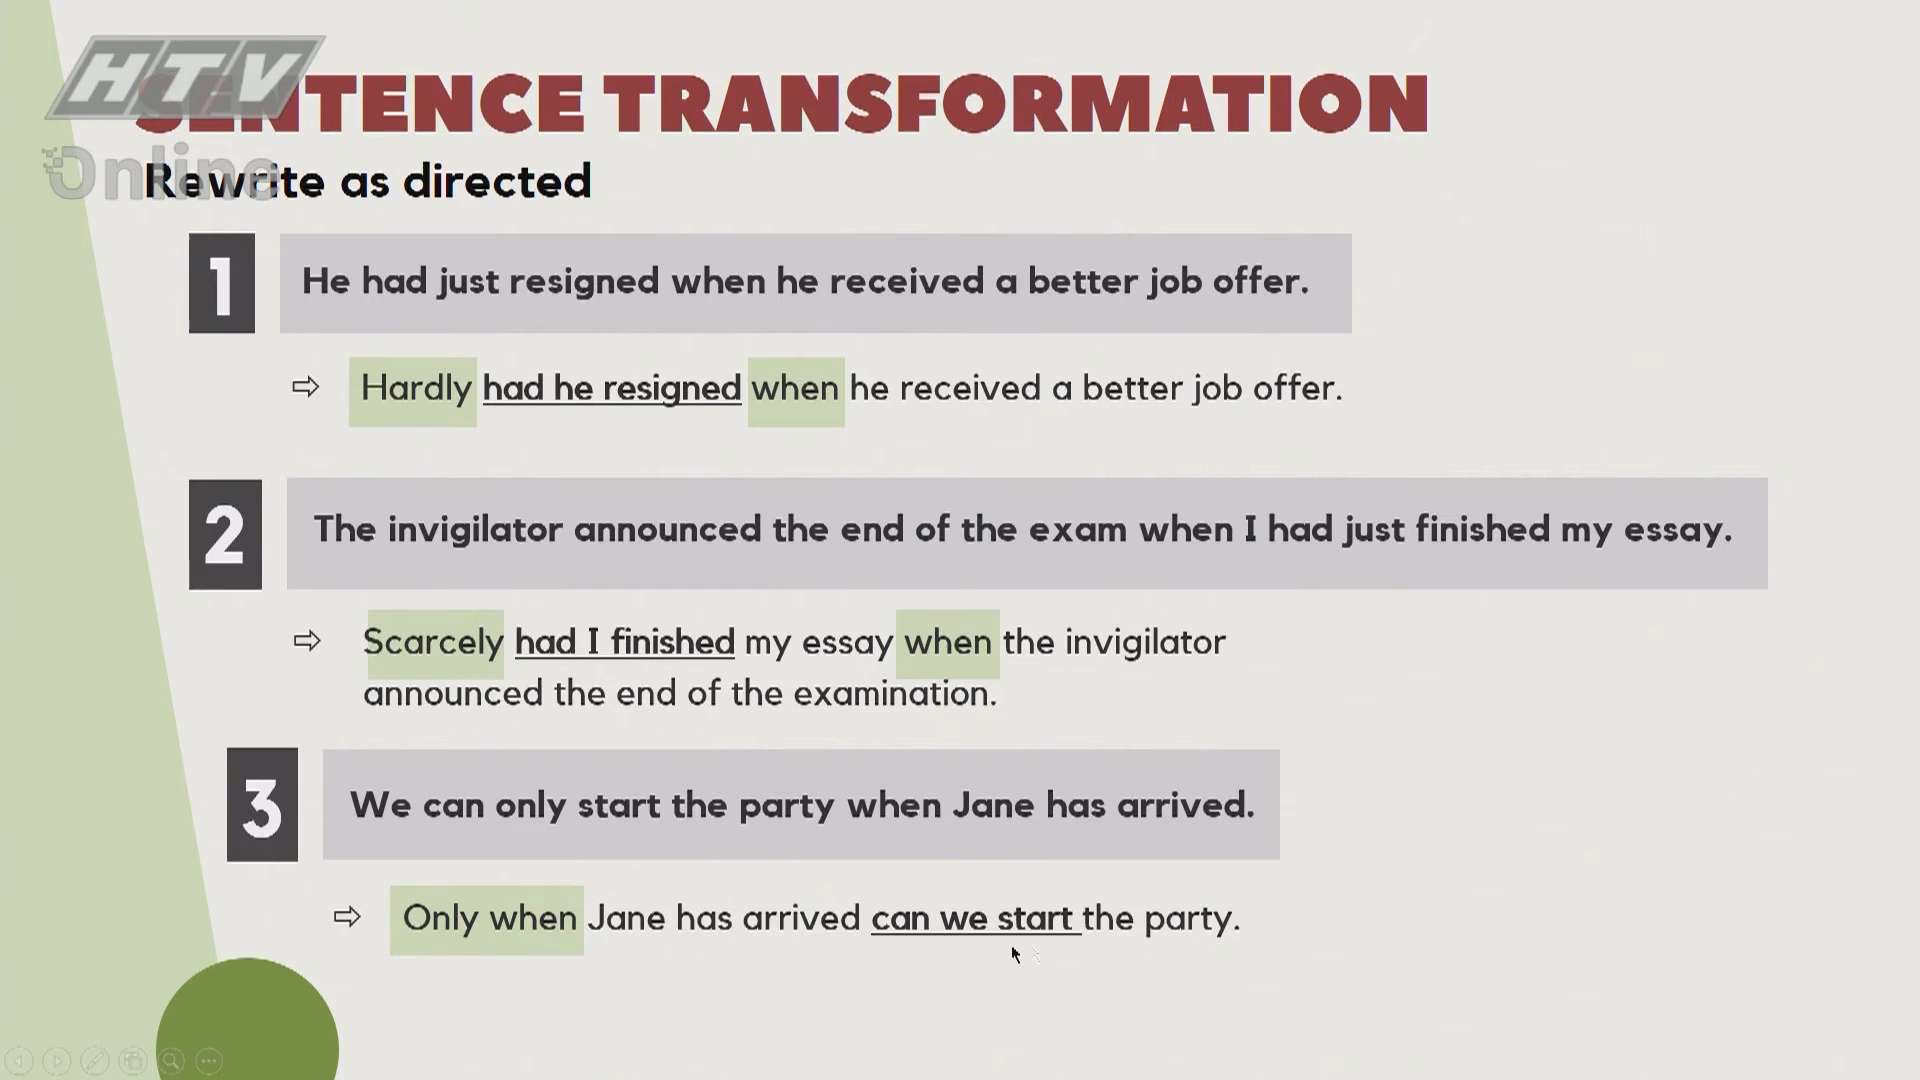 HTV
Online
SENTENCE TRANSFORMATION
Rewrite as directed
1
He had just resigned when he received a better job offer.
⇨ Hardly had he resigned when he received a better job offer.
2
The invigilator announced the end of the exam when I had just finished my essay.
⇨ Scarcely had I finished my essay when the invigilator
announced the end of the examination.
3
We can only start the party when Jane has arrived.
⇨ Only when Jane has arrived can we start the party.